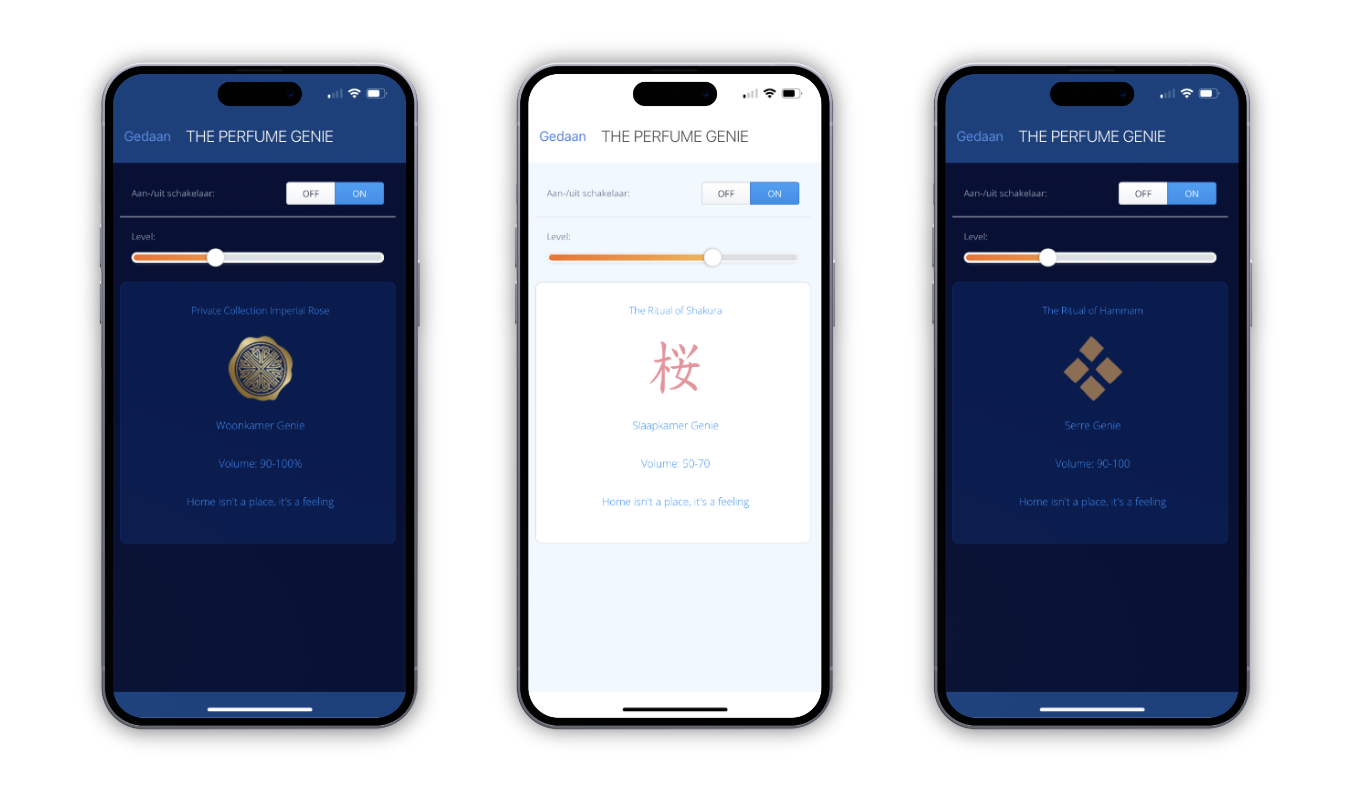 Gedaan THE PERFUME GENIE
Aan-/uit schakelaar: OFF ON
Level:
Private Collection Imperial Rose
Woonkamer Genie
Volume: 90-100%
Home isn't a place, it's a feeling
Gedaan THE PERFUME GENIE
Aan-/uit schakelaar: OFF ON
Level:
The Ritual of Shakura
桜
Slaapkamer Genie
Volume: 50-70
Home isn't a place, it's a feeling
Gedaan THE PERFUME GENIE
Aan-/uit schakelaar: OFF ON
Level:
The Ritual of Hammam
Serre Genie
Volume: 90-100
Home isn't a place, it's a feeling